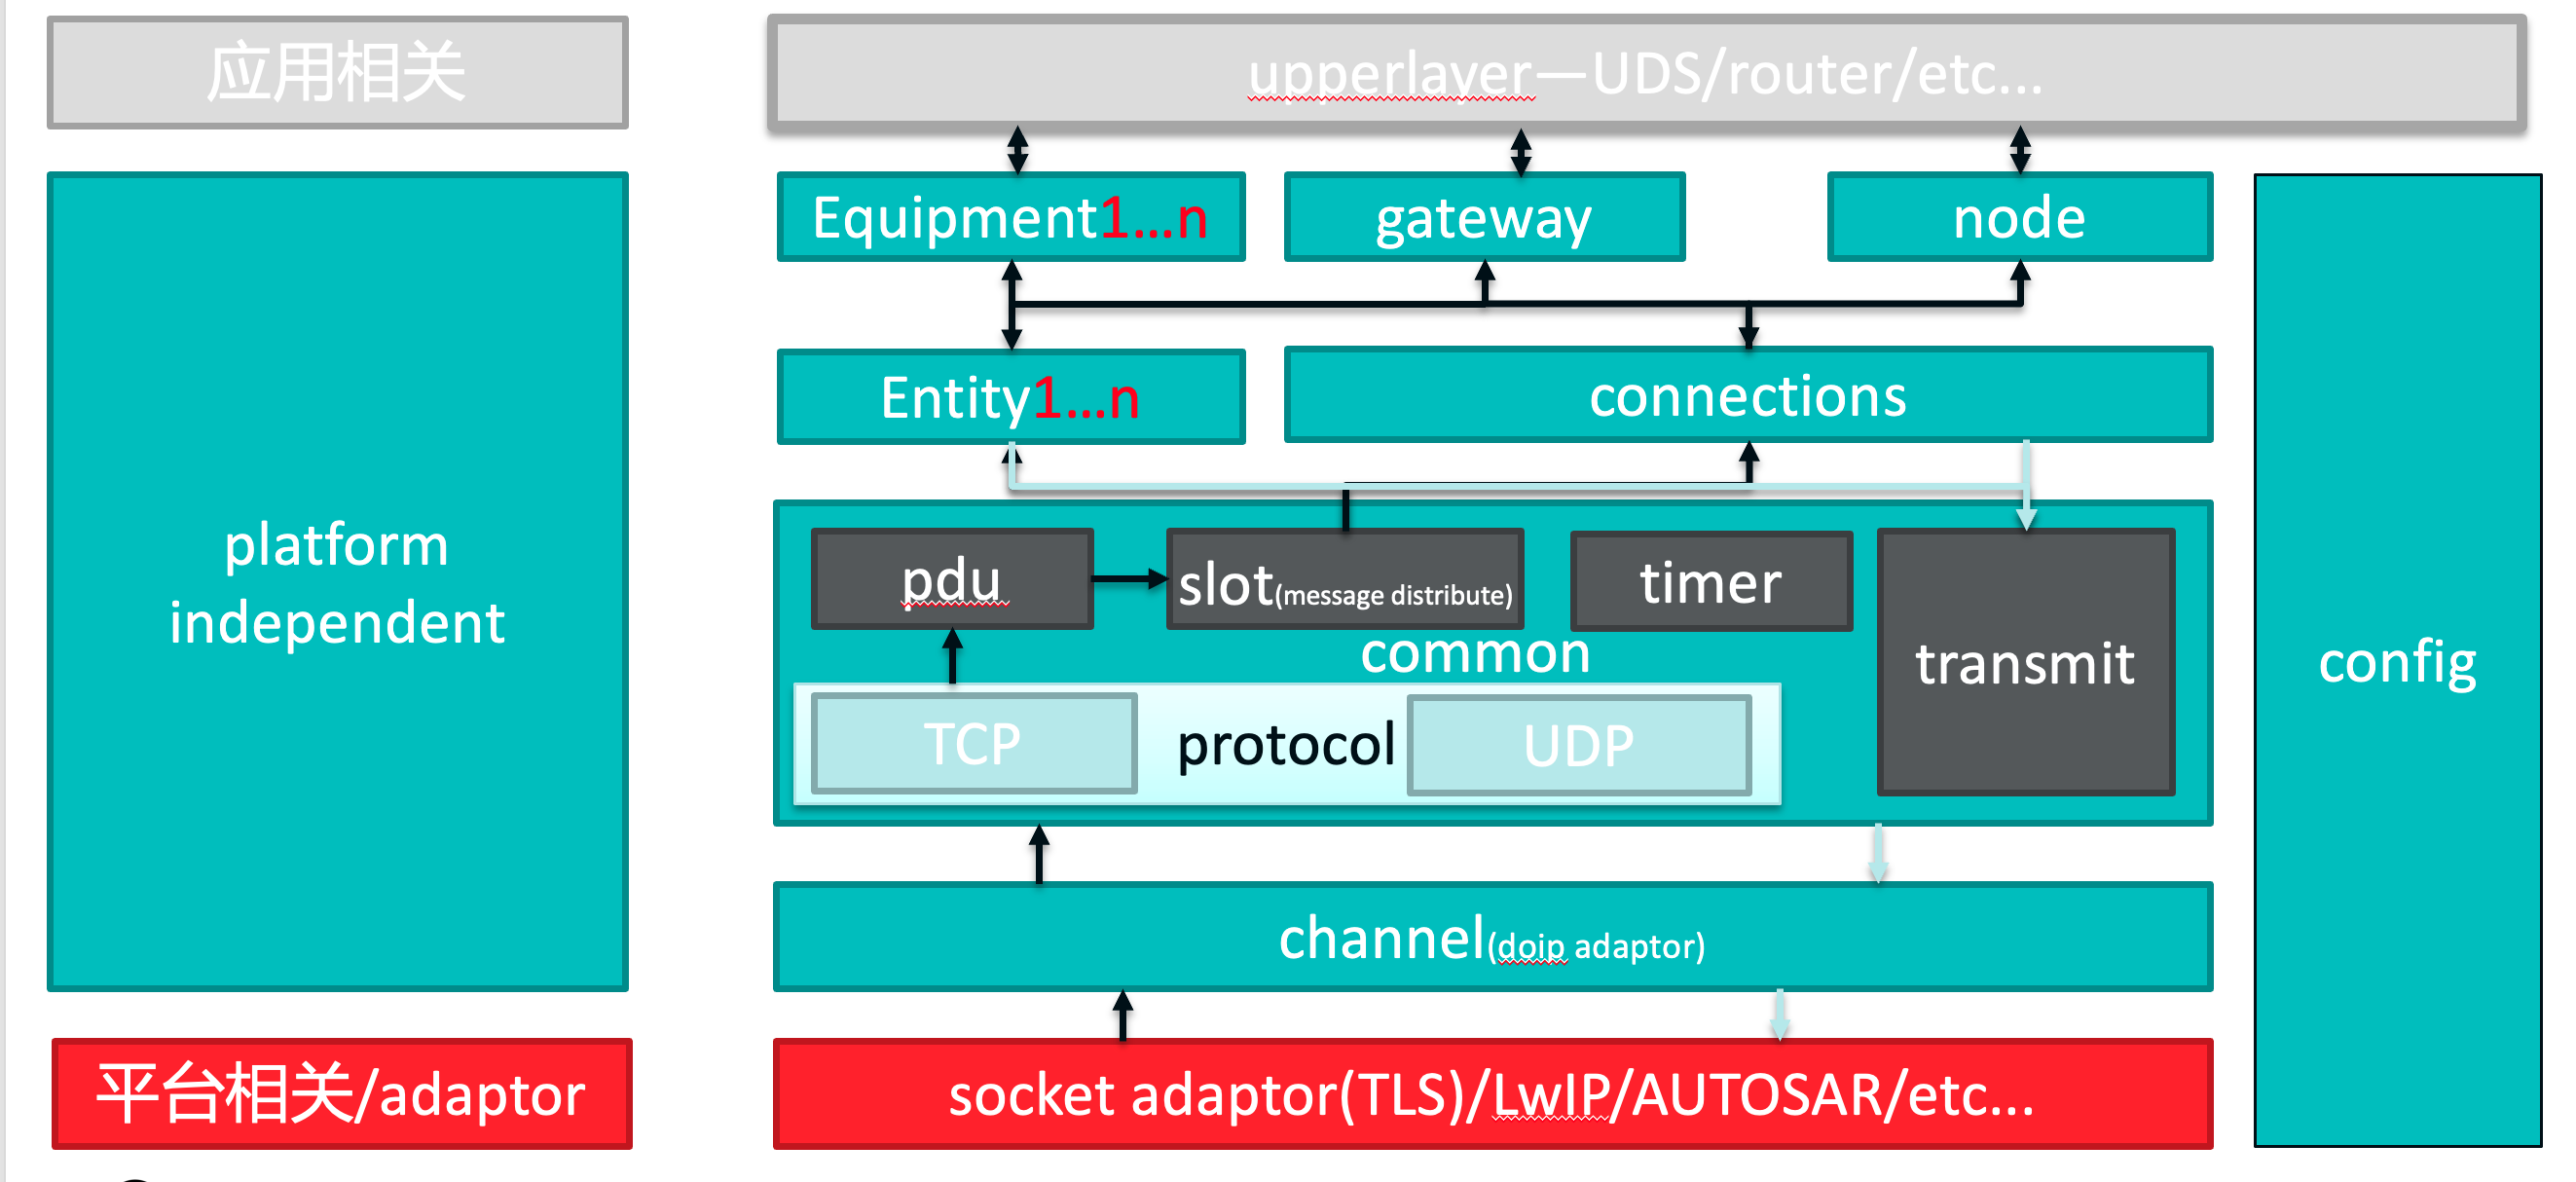 应用相关
upperlayer—UDS/router/etc...
Equipment1...n
gateway
node
platform
independent
Entity1...n
connections
pdu
slot(message distribute)
timer
transmit
common
TCP
protocol
UDP
config
channel(doip adaptor)
平台相关/adaptor
socket adaptor(TLS)/LwIP/AUTOSAR/etc...